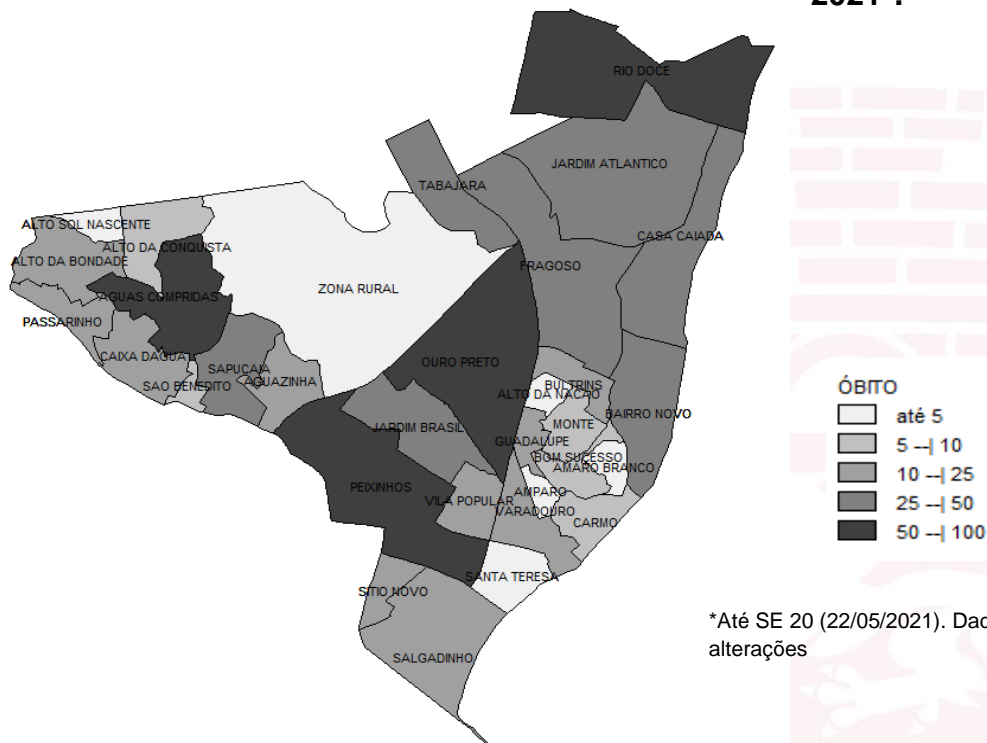 2021*.
RIO DOCE
JARDIM ATLANTICO
TABAJARA
ALTO SOL NASCENTE
CASA CAIADA
ALTO DA CONQUISTA
ALTO DA BONDADE
FRAGOSO
ZONA RURAL
AGUAS COMPRIDAS
PASSARINHO
CAIXA DAGUA
OURO PRETO
SAPUCAIA
SAO BENEDITO
AGUAZINHA
BULTRINS
ALTO DA NACAO
BAIRRO NOVO
MONTE
JARDIM BRASIL
GUADALUPE
BOM SUCESSO
AMARO BRANCO
PEIXINHOS
AMPARO
VILA POPULAR
VARADOURO
CARMO
SANTA TERESA
SITIO NOVO
SALGADINHO
ÓBITO
até 5
5 --| 10
10 --| 25
25 --| 50
50 --| 100
*Até SE 20 (22/05/2021).
alterações